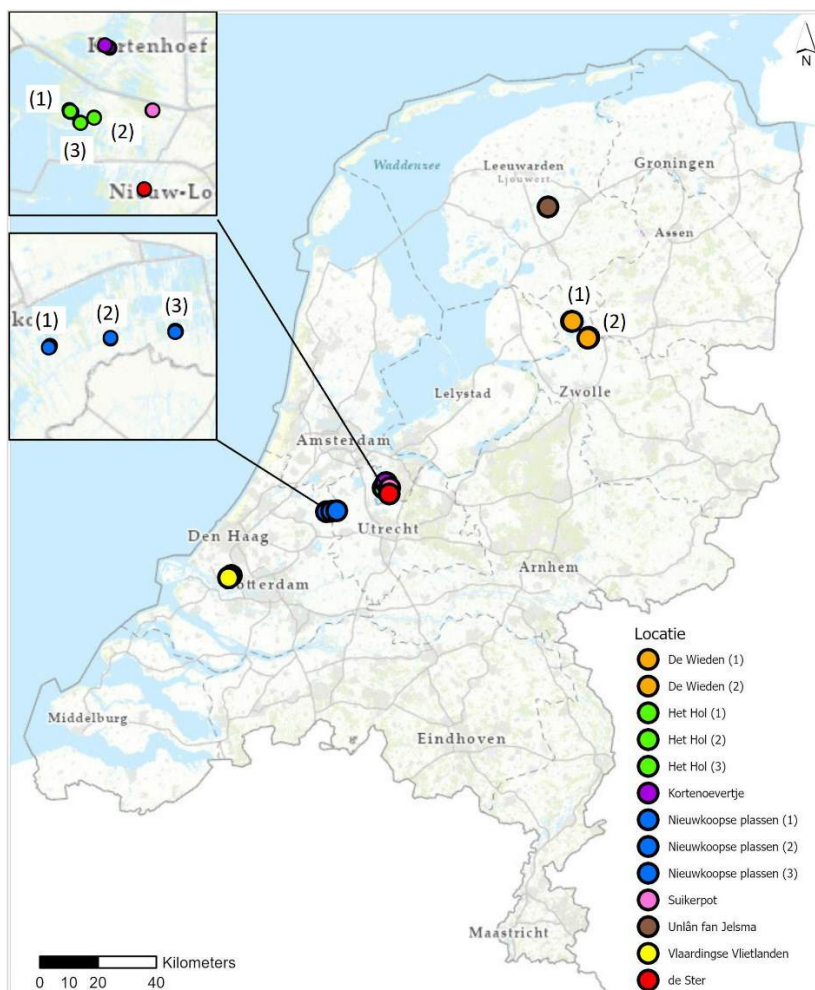 Kortenhoef
(1)
(2)
(3)
Nieuw-Lo
N
Waddenzee
Leeuwarden
Ljouwert
Groningen
Assen
(1)
(2)
(3)
ko
(1)
(2)
Zwolle
Lelystad
Amsterdam
Utrecht
Den Haag
Arnhem
otterdam
Middelburg
Eindhoven
Maastricht
Locatie
De Wieden (1)
De Wieden (2)
Het Hol (1)
Het Hol (2)
Het Hol (3)
Kortenoevertje
Nieuwkoopse plassen (1)
Nieuwkoopse plassen (2)
Nieuwkoopse plassen (3)
Suikerpot
Unlân fan Jelsma
Vlaardingse Vlietlanden
de Ster
Kilometers
0 10 20 40